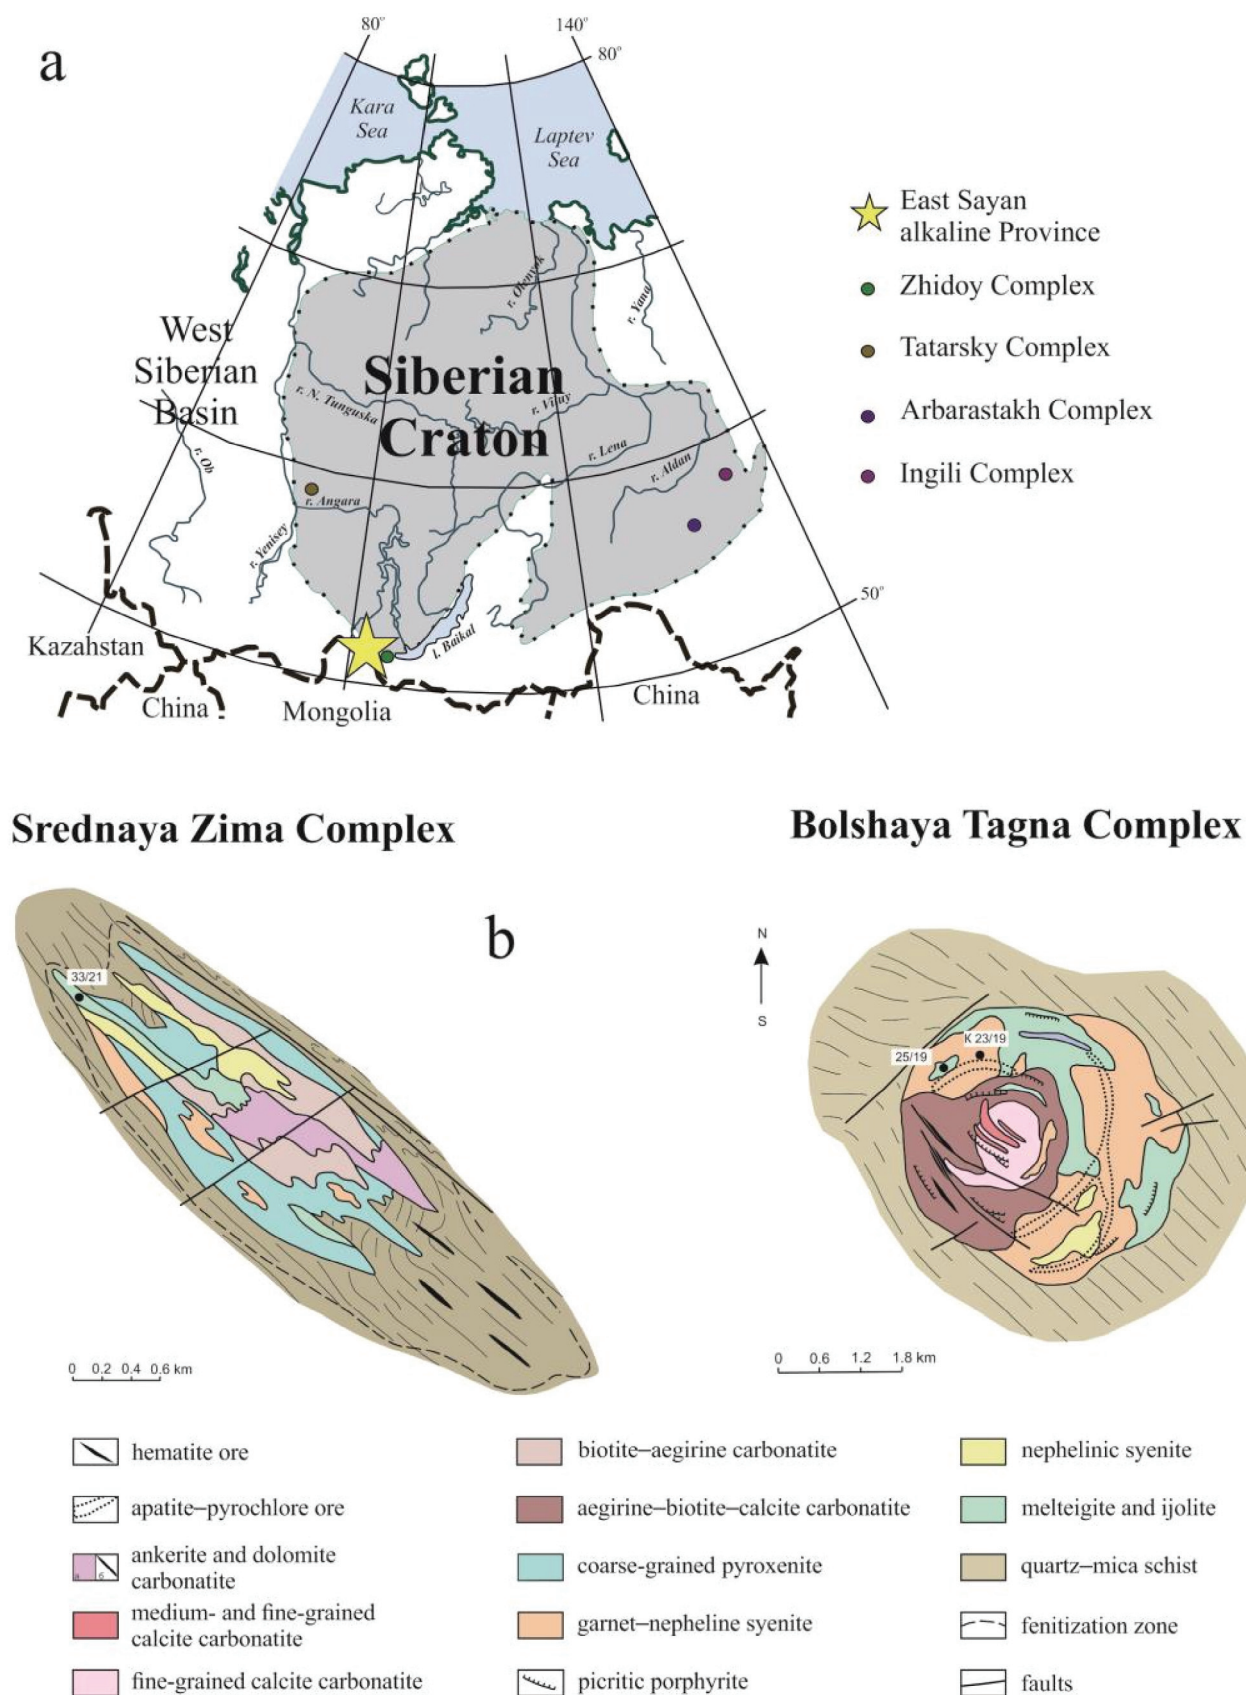 a
80°
140°
80°
Kara
Sea
Laptev
Sea
East Sayan
alkaline Province
Zhidoy Complex
Tatarsky Complex
Arbarastakh Complex
Ingili Complex
r. Olenyok
r. Yana
West
Siberian
Basin
Siberian
Craton
r. N. Tunguska
r. Viluy
r. Lena
r. Aldan
r. Ob
r. Angara
r. Yenisey
l. Baikal
50°
Kazahstan
China
Mongolia
China
Srednaya Zima Complex
Bolshaya Tagna Complex
b
N
S
33/21
25/19
K 23/19
0 0.2 0.4 0.6 km
0 0.6 1.2 1.8 km
hematite ore
apatite–pyrochlore ore
a б
ankerite and dolomite
carbonatite
medium- and fine-grained
calcite carbonatite
fine-grained calcite carbonatite
biotite–aegirine carbonatite
aegirine–biotite–calcite carbonatite
coarse-grained pyroxenite
garnet–nepheline syenite
picritic porphyrite
nephelinic syenite
melteigite and ijolite
quartz–mica schist
fenitization zone
faults